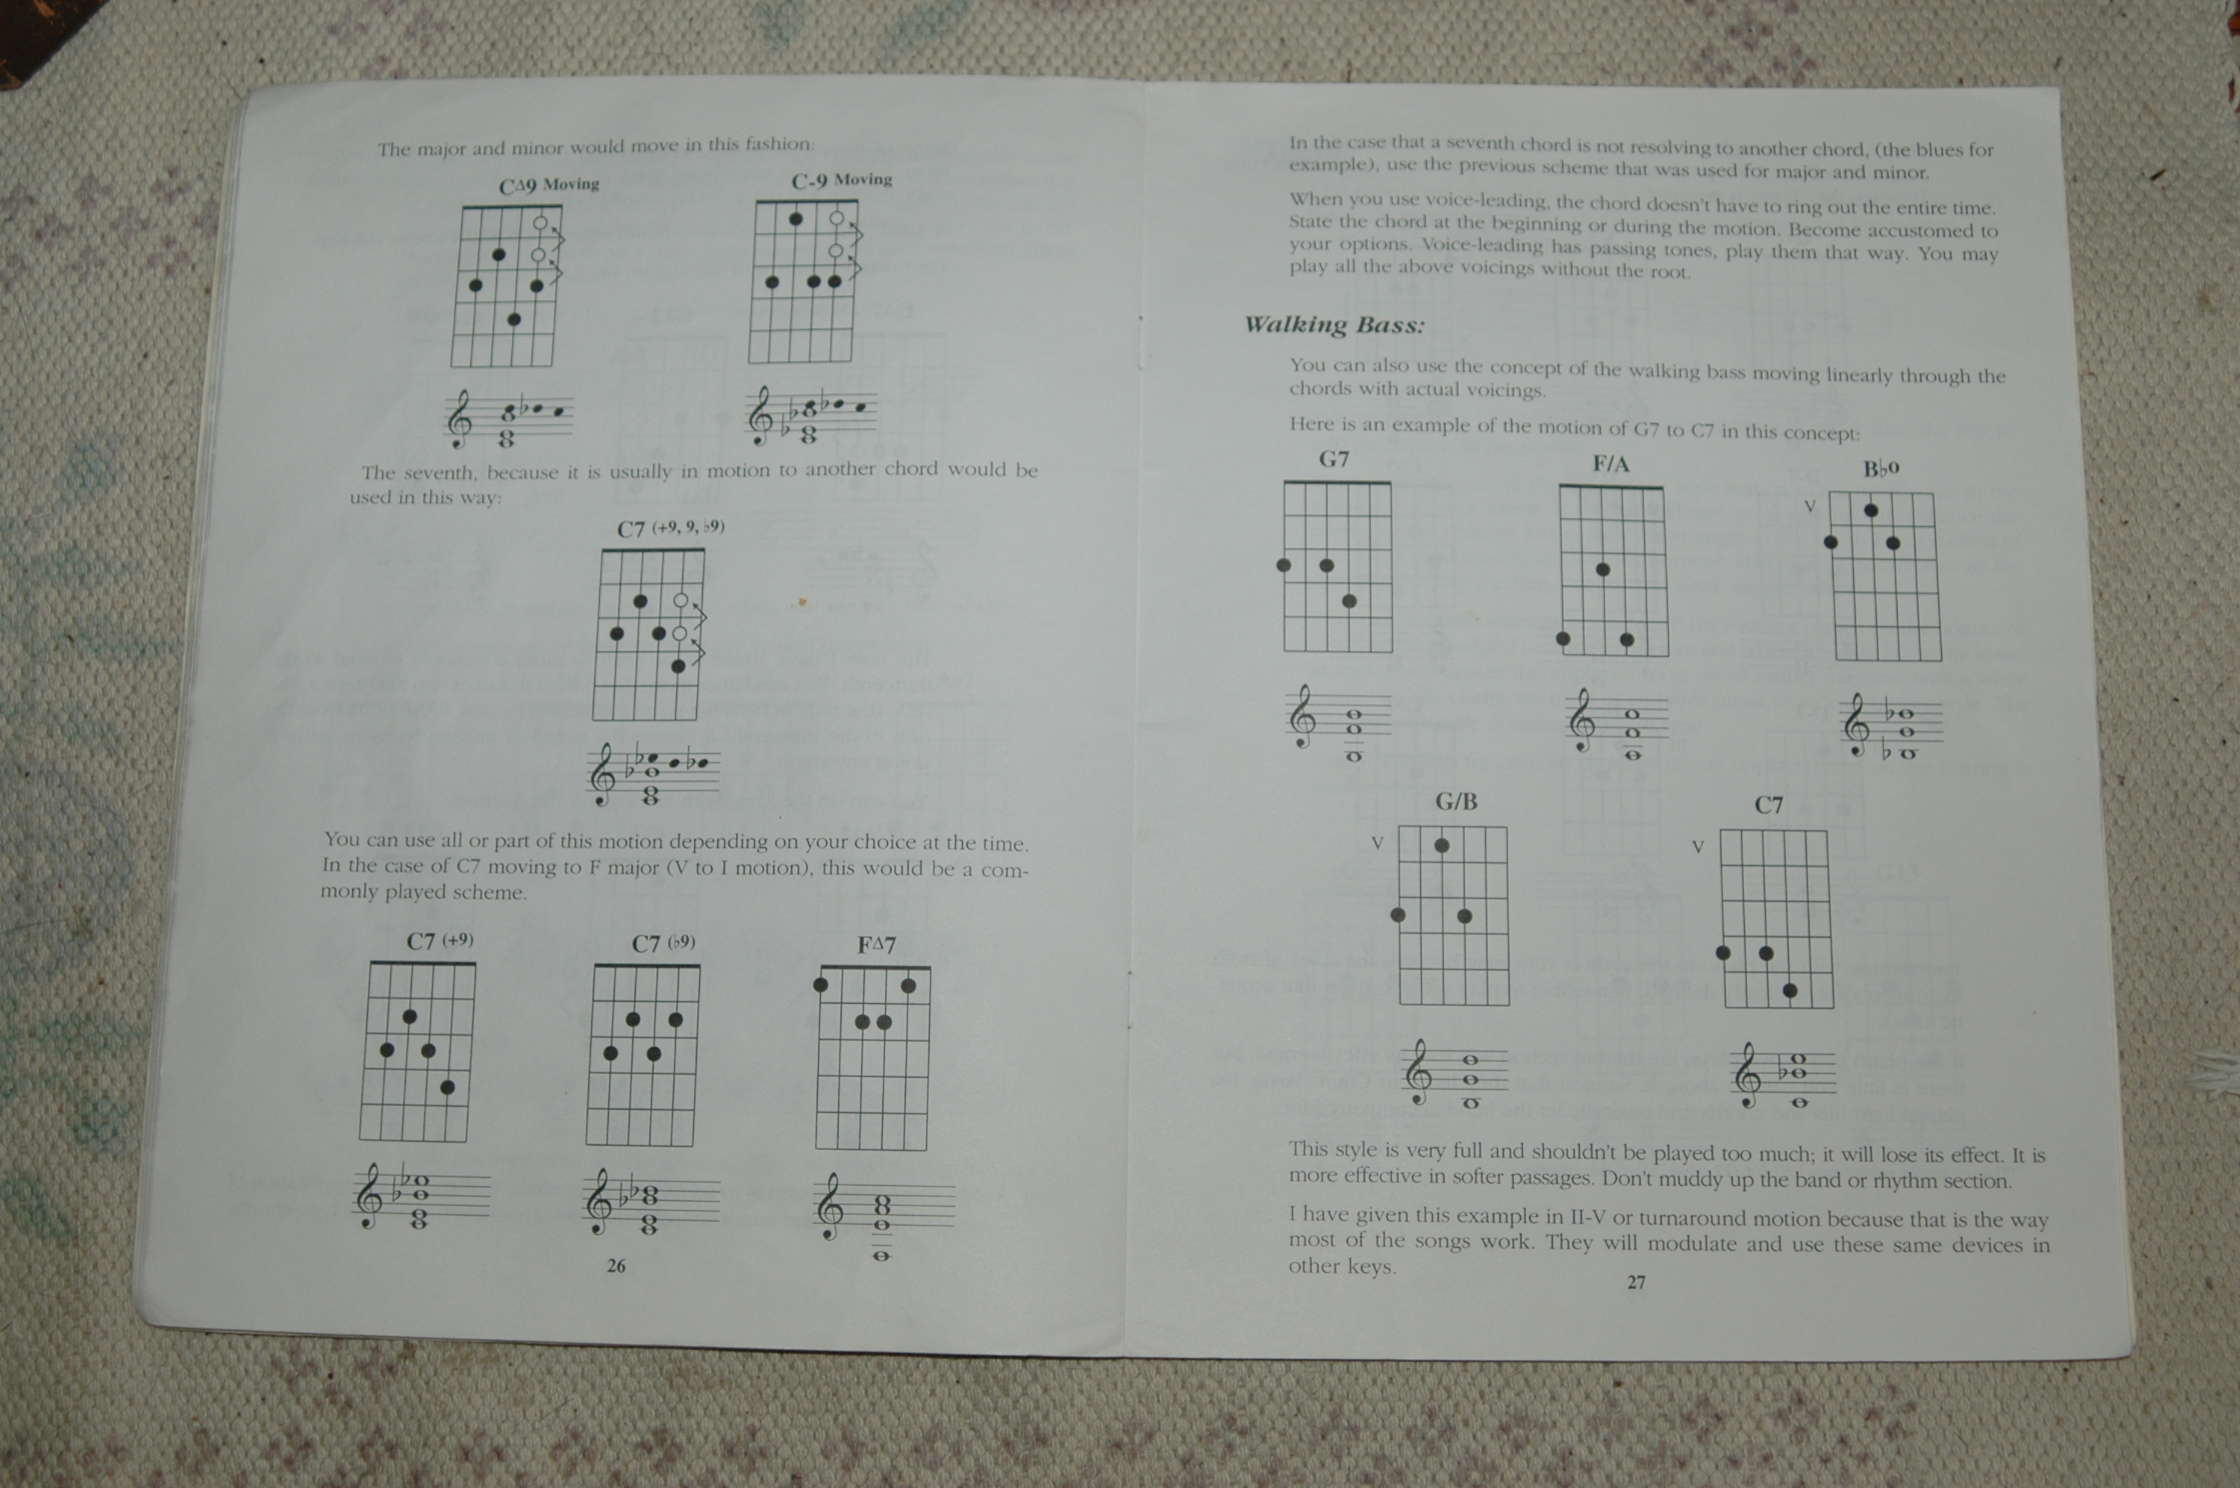 The major and minor would move in this fashion:
C∆9 Moving
C-9 Moving
The seventh, because it is usually in motion to another chord would be
used in this way:
C7 (+9, 9, ♭9)
You can use all or part of this motion depending on your choice at the time.
In the case of C7 moving to F major (V to I motion), this would be a com-
monly played scheme.
C7 (+9)
C7 (♭9)
F∆7
26
In the case that a seventh chord is not resolving to another chord, (the blues for
example), use the previous scheme that was used for major and minor.
When you use voice-leading, the chord doesn't have to ring out the entire time.
State the chord at the beginning or during the motion. Become accustomed to
your options. Voice-leading has passing tones, play them that way. You may
play all the above voicings without the root.
Walking Bass:
You can also use the concept of the walking bass moving linearly through the
chords with actual voicings.
Here is an example of the motion of G7 to C7 in this concept:
G7
F/A
B♭o
V
G/B
V
C7
V
This style is very full and shouldn't be played too much; it will lose its effect. It is
more effective in softer passages. Don't muddy up the band or rhythm section.
I have given this example in II-V or turnaround motion because that is the way
most of the songs work. They will modulate and use these same devices in
other keys.
27